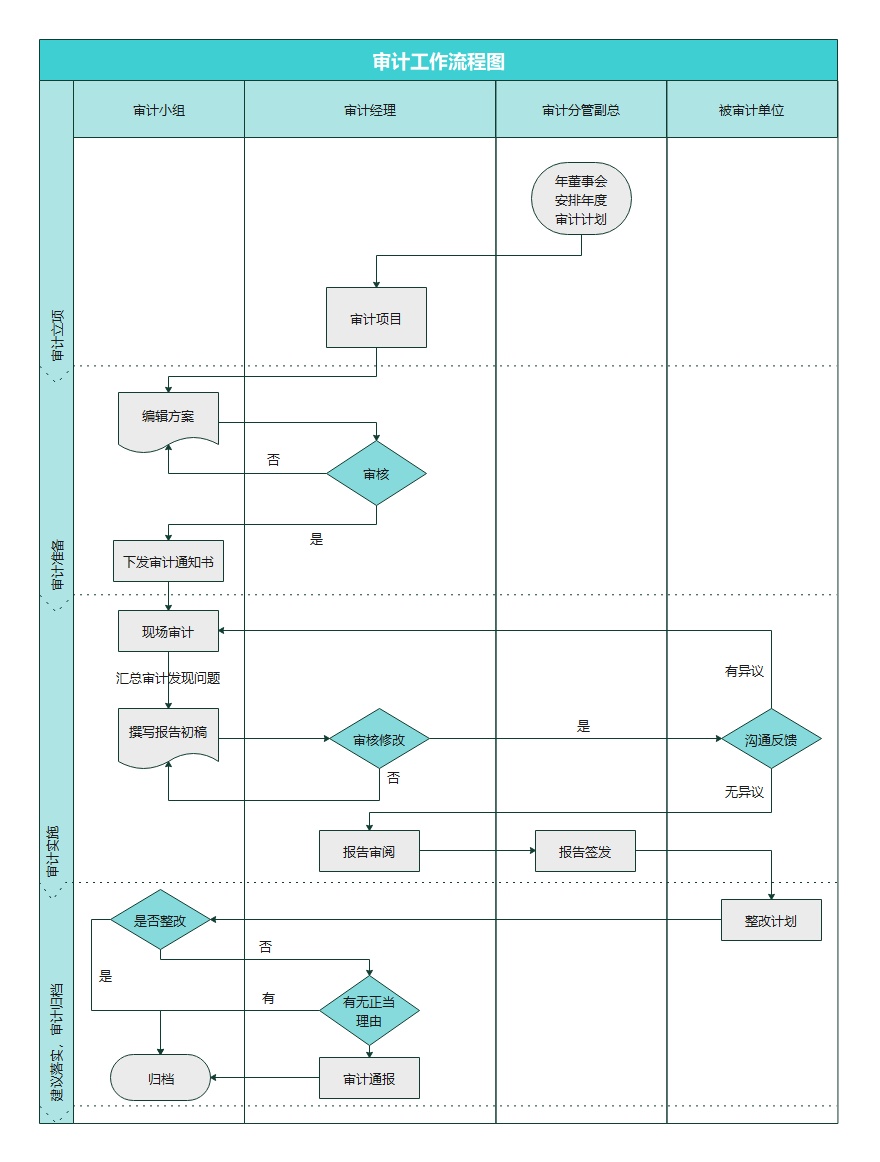 审计工作流程图
审计小组
审计经理
审计分管副总
被审计单位
年董事会
安排年度
审计计划
审计项目
审计立项
编辑方案
审核
否
是
下发审计通知书
审计准备
现场审计
有异议
汇总审计发现问题
撰写报告初稿
审核修改
是
沟通反馈
否
无异议
报告审阅
报告签发
审计实施
是否整改
整改计划
否
是
有
有无正当
理由
归档
审计通报
建议落实，审计归档